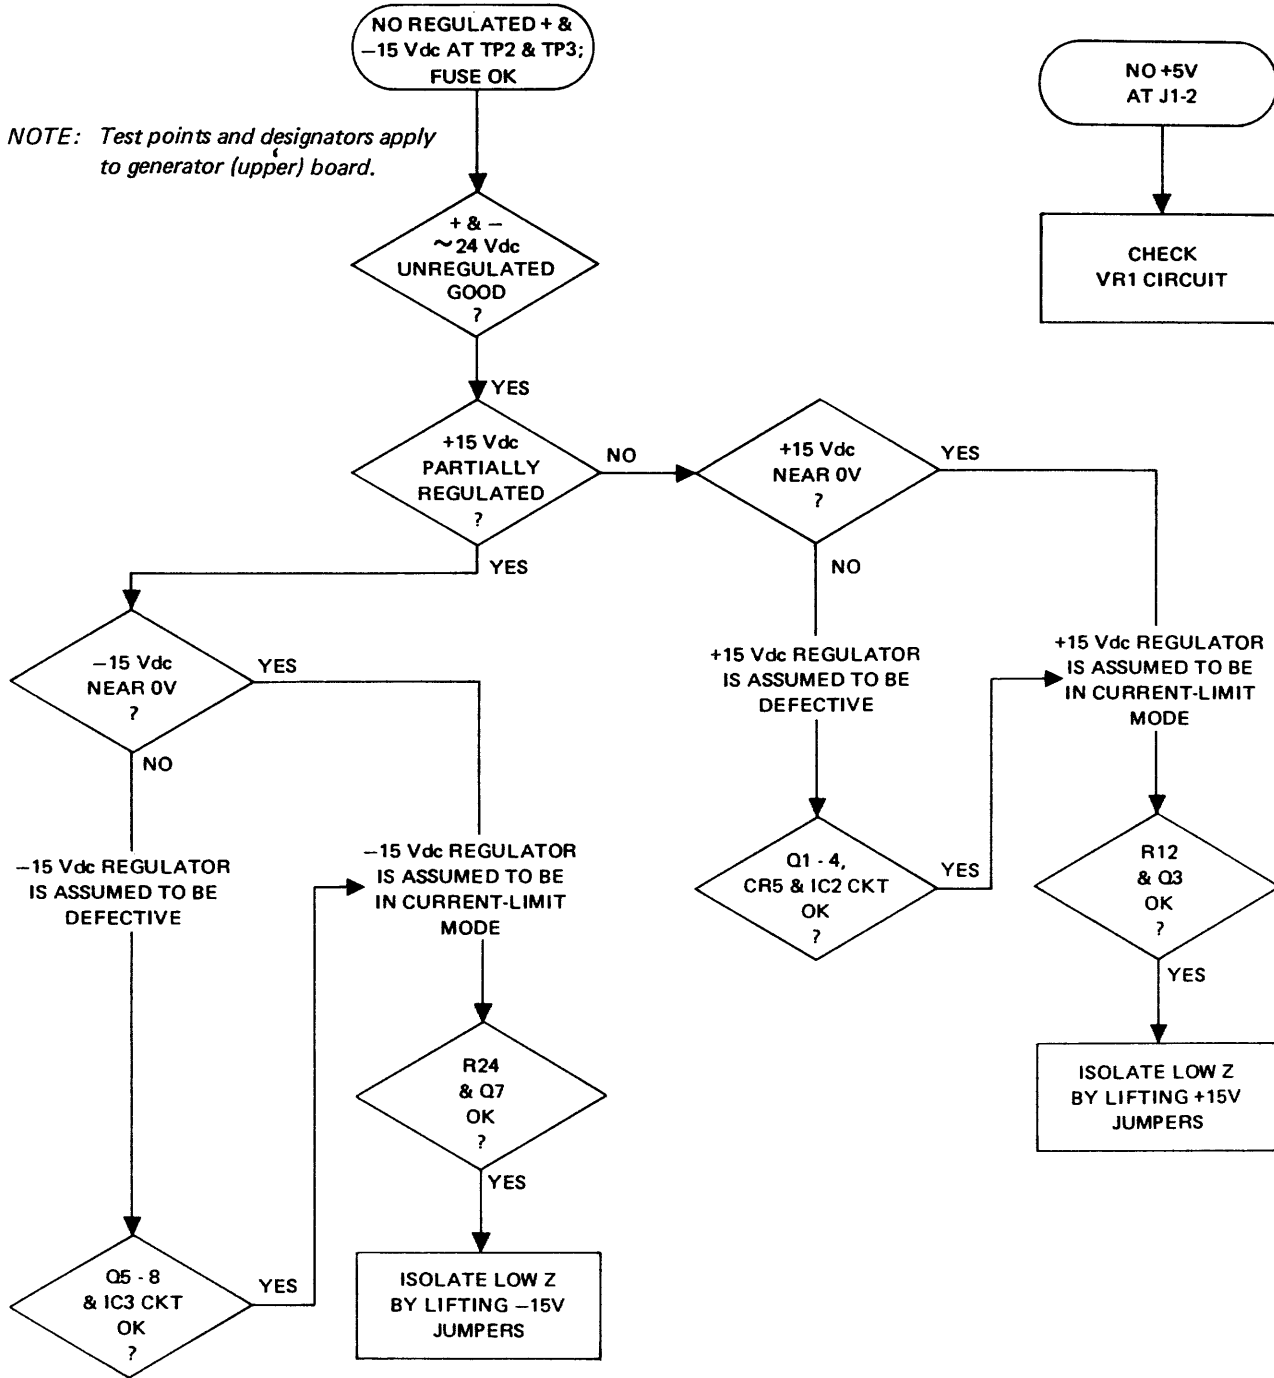 NO REGULATED + &
−15 Vdc AT TP2 & TP3;
FUSE OK
NO +5V
AT J1-2
NOTE: Test points and designators apply
to generator (upper) board.
+ & −
~24 Vdc
UNREGULATED
GOOD
?
CHECK
VR1 CIRCUIT
YES
+15 Vdc
PARTIALLY
REGULATED
?
NO
YES
+15 Vdc
NEAR 0V
?
YES
NO
−15 Vdc
NEAR 0V
?
YES
NO
+15 Vdc REGULATOR
IS ASSUMED TO BE
DEFECTIVE
+15 Vdc REGULATOR
IS ASSUMED TO BE
IN CURRENT-LIMIT
MODE
−15 Vdc REGULATOR
IS ASSUMED TO BE
DEFECTIVE
−15 Vdc REGULATOR
IS ASSUMED TO BE
IN CURRENT-LIMIT
MODE
Q1 - 4,
CR5 & IC2 CKT
OK
?
YES
R12
& Q3
OK
?
YES
R24
& Q7
OK
?
YES
ISOLATE LOW Z
BY LIFTING +15V
JUMPERS
Q5 - 8
& IC3 CKT
OK
?
YES
ISOLATE LOW Z
BY LIFTING −15V
JUMPERS